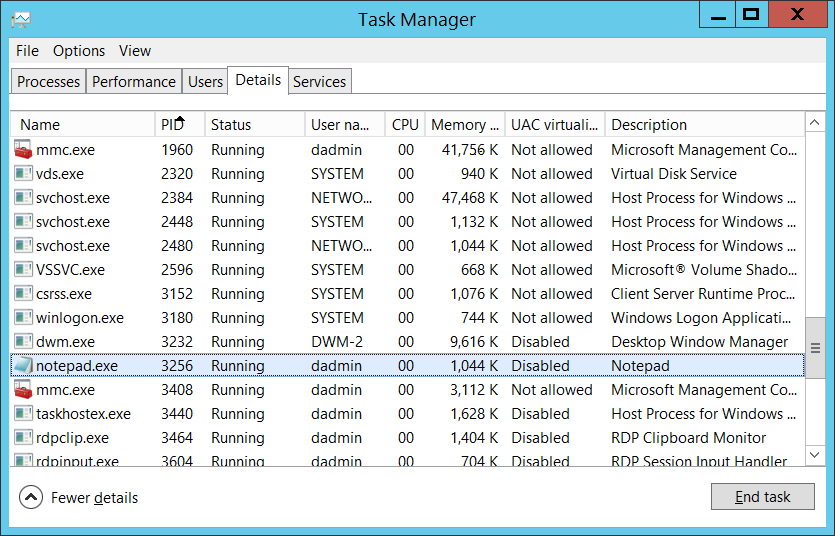 Task Manager
File Options View
Processes Performance Users Details Services
Name PID Status User na... CPU Memory ... UAC virtuali... Description
mmc.exe 1960 Running dadmin 00 41,756 K Not allowed Microsoft Management Co...
vds.exe 2320 Running SYSTEM 00 940 K Not allowed Virtual Disk Service
svchost.exe 2384 Running NETWO... 00 47,468 K Not allowed Host Process for Windows ...
svchost.exe 2448 Running SYSTEM 00 1,132 K Not allowed Host Process for Windows ...
svchost.exe 2480 Running NETWO... 00 1,044 K Not allowed Host Process for Windows ...
VSSVC.exe 2596 Running SYSTEM 00 668 K Not allowed Microsoft® Volume Shado...
csrss.exe 3152 Running SYSTEM 00 1,076 K Not allowed Client Server Runtime Proc...
winlogon.exe 3180 Running SYSTEM 00 744 K Not allowed Windows Logon Applicati...
dwm.exe 3232 Running DWM-2 00 9,616 K Disabled Desktop Window Manager
notepad.exe 3256 Running dadmin 00 1,044 K Disabled Notepad
mmc.exe 3408 Running dadmin 00 3,112 K Not allowed Microsoft Management Co...
taskhostex.exe 3440 Running dadmin 00 1,628 K Disabled Host Process for Windows ...
rdpclip.exe 3464 Running dadmin 00 1,404 K Disabled RDP Clipboard Monitor
rdpinput.exe 3604 Running dadmin 00 704 K Disabled RDP Session Input Handler
Fewer details End task